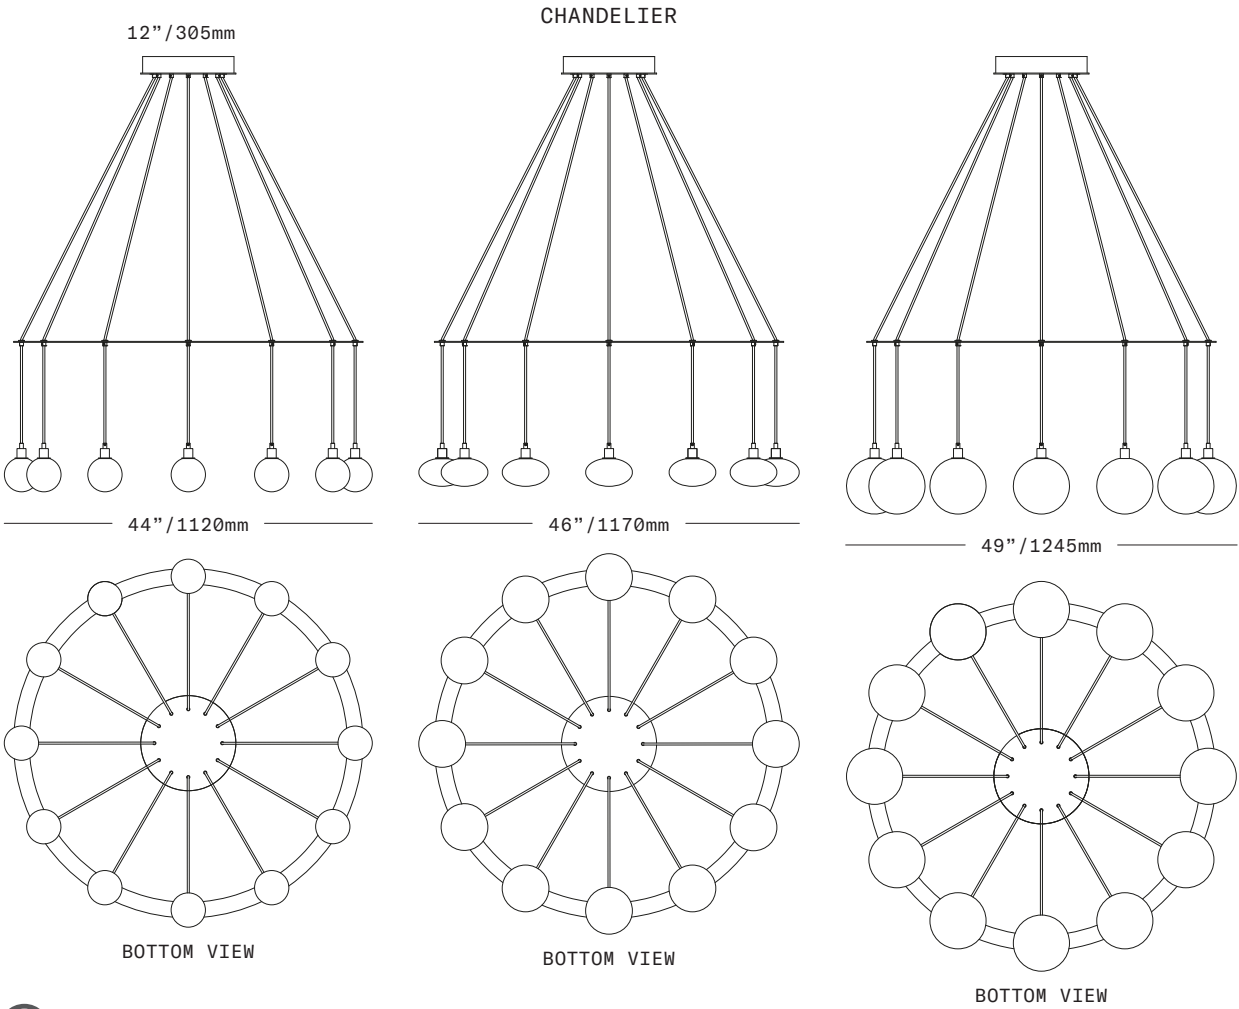 CHANDELIER
12”/305mm
44”/1120mm
46”/1170mm
49”/1245mm
BOTTOM VIEW
BOTTOM VIEW
BOTTOM VIEW